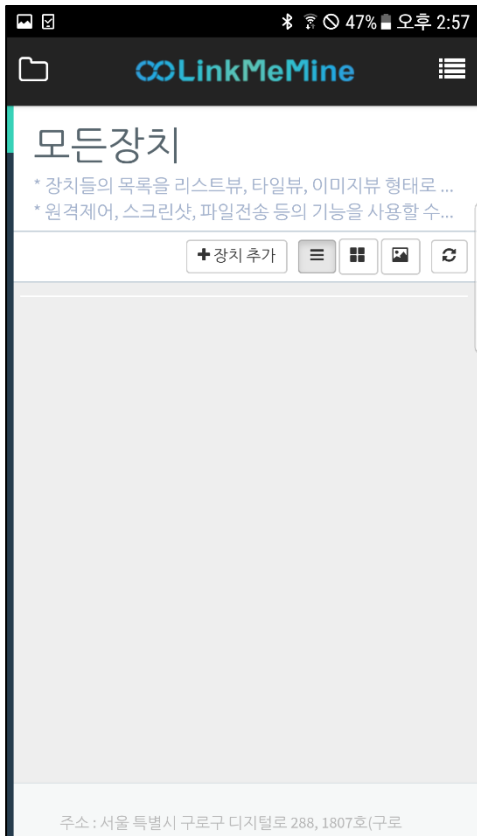 47% 오후 2:57
LinkMeMine
모든장치
* 장치들의 목록을 리스트뷰, 타일뷰, 이미지뷰 형태로 ...
* 원격제어, 스크린샷, 파일전송 등의 기능을 사용할 수...
장치 추가
주소 : 서울 특별시 구로구 디지털로 288, 1807호(구로